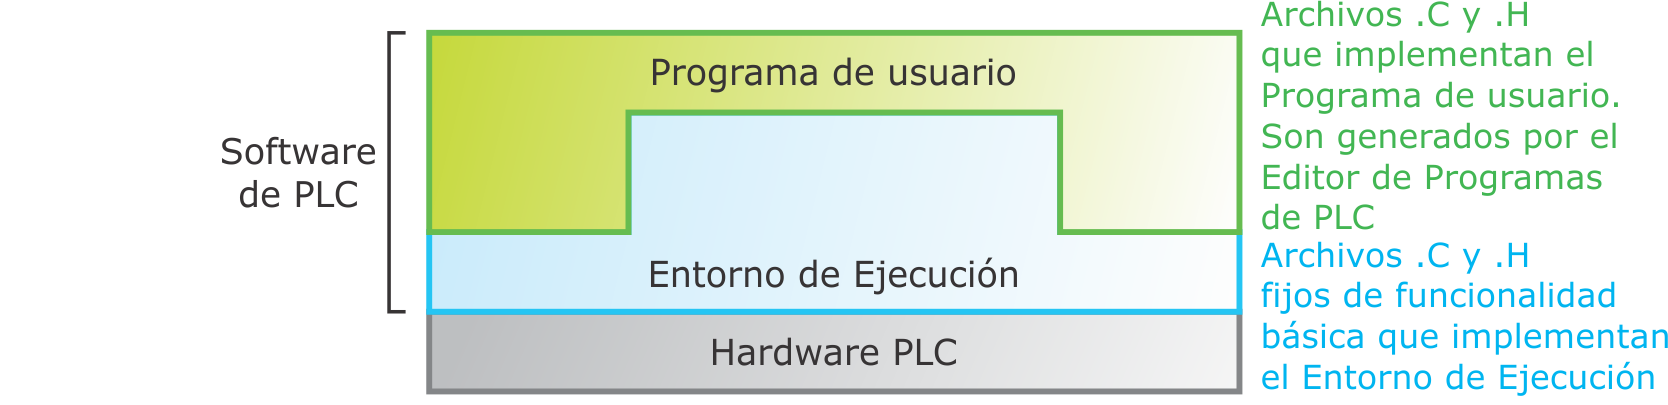 Software
de PLC
Programa de usuario
Entorno de Ejecución
Hardware PLC
Archivos .C y .H
que implementan el
Programa de usuario.
Son generados por el
Editor de Programas
de PLC
Archivos .C y .H
fijos de funcionalidad
básica que implementan
el Entorno de Ejecución